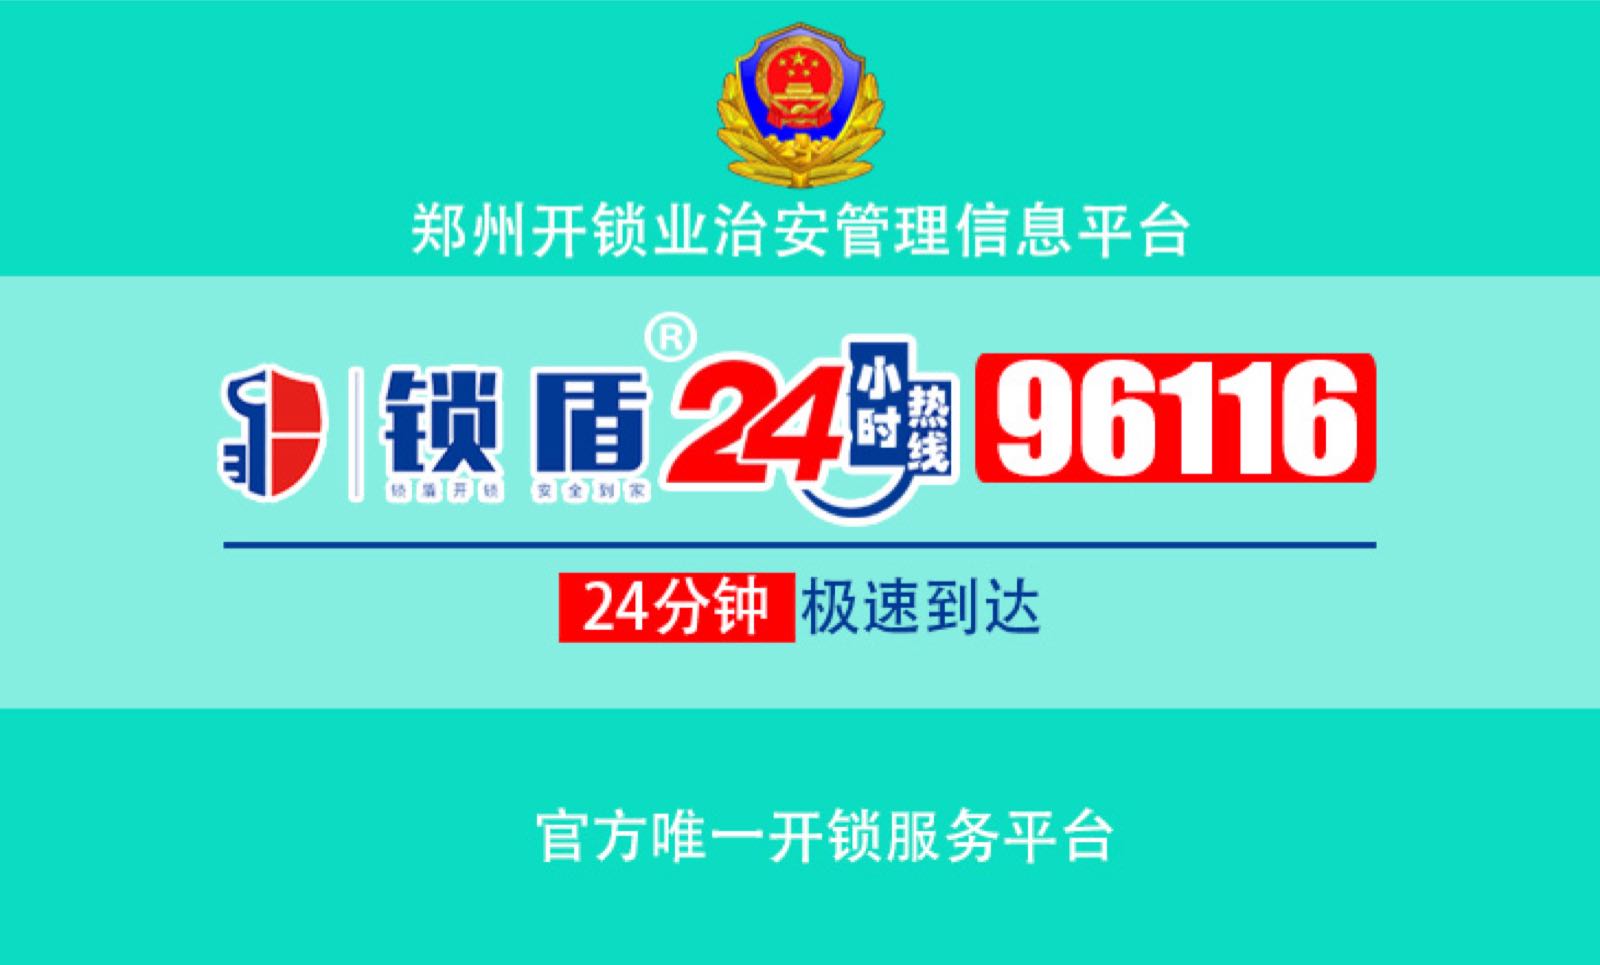 郑州开锁业治安管理信息平台
锁盾® 24小时热线 96116
锁盾开锁 安全到家
24分钟 极速到达
官方唯一开锁服务平台